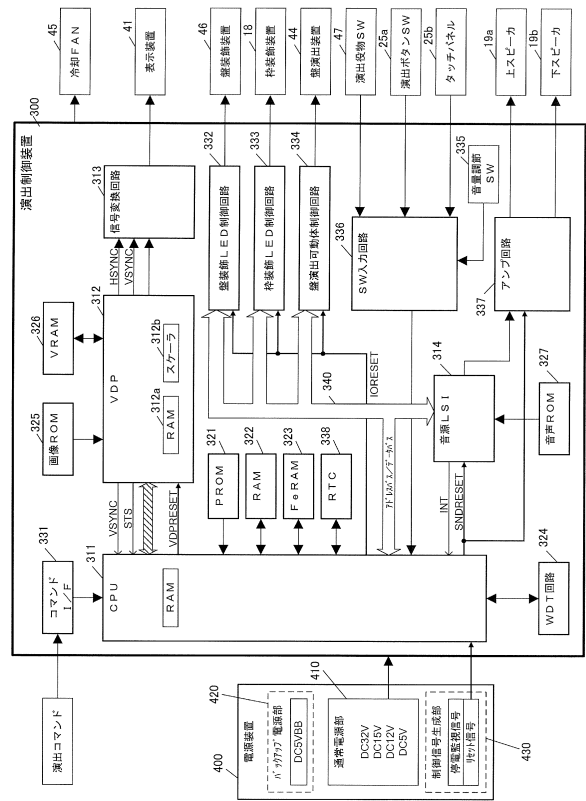 演出制御装置
300
演出コマンド
コマンド
I/F
331
CPU
311
RAM
VSYNC
STS
VDPRESET
画像ROM
325
VRAM
326
VDP
312
RAM
312a
スケーラ
312b
HSYNC
VSYNC
信号変換回路
313
冷却FAN
45
表示装置
41
PROM
321
RAM
322
FeRAM
323
RTC
338
アドレスバス/データバス
340
IORESET
盤装飾LED制御回路
332
枠装飾LED制御回路
333
盤演出可動体制御回路
334
盤装飾装置
46
枠装飾装置
18
盤演出装置
44
SW入力回路
336
演出役物SW
47
演出ボタンSW
25a
タッチパネル
25b
音量調節
SW
335
INT
SNDRESET
音源LSI
314
音声ROM
327
アンプ回路
337
上スピーカ
19a
下スピーカ
19b
WDT回路
324
電源装置
400
バックアップ電源部
420
DC5VBB
通常電源部
410
DC32V
DC15V
DC12V
DC5V
制御信号生成部
停電監視信号
リセット信号
430